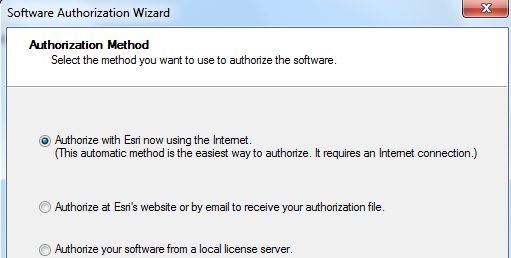 Software Authorization Wizard
Authorization Method
Select the method you want to use to authorize the software.
Authorize with Esri now using the Internet.
(This automatic method is the easiest way to authorize. It requires an Internet connection.)
Authorize at Esri's website or by email to receive your authorization file.
Authorize your software from a local license server.